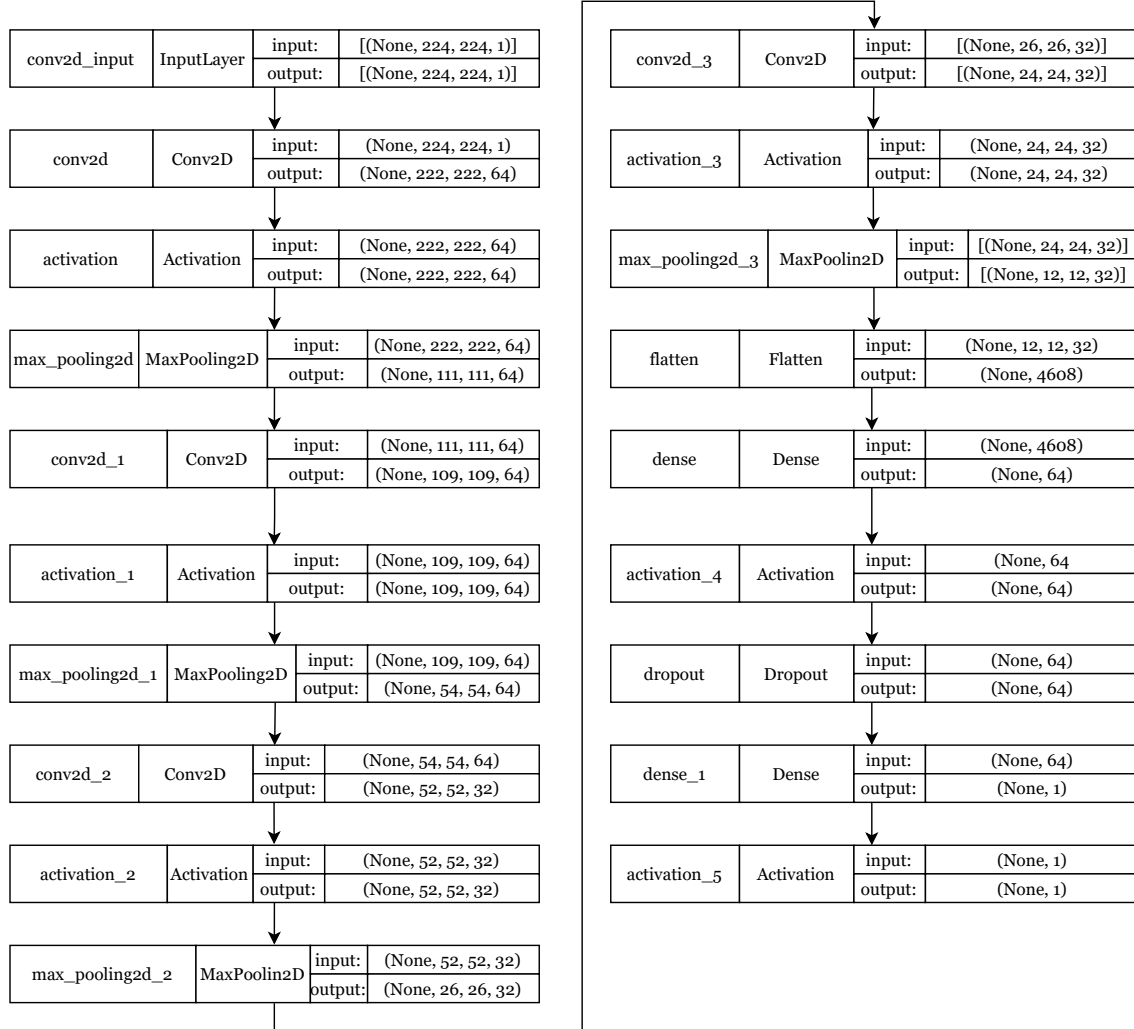 conv2d_input InputLayer input: [(None, 224, 224, 1)]
output: [(None, 224, 224, 1)]
conv2d Conv2D input: (None, 224, 224, 1)
output: (None, 222, 222, 64)
activation Activation input: (None, 222, 222, 64)
output: (None, 222, 222, 64)
max_pooling2d MaxPooling2D input: (None, 222, 222, 64)
output: (None, 111, 111, 64)
conv2d_1 Conv2D input: (None, 111, 111, 64)
output: (None, 109, 109, 64)
activation_1 Activation input: (None, 109, 109, 64)
output: (None, 109, 109, 64)
max_pooling2d_1 MaxPooling2D input: (None, 109, 109, 64)
output: (None, 54, 54, 64)
conv2d_2 Conv2D input: (None, 54, 54, 64)
output: (None, 52, 52, 32)
activation_2 Activation input: (None, 52, 52, 32)
output: (None, 52, 52, 32)
max_pooling2d_2 MaxPoolin2D input: (None, 52, 52, 32)
output: (None, 26, 26, 32)
conv2d_3 Conv2D input: [(None, 26, 26, 32)]
output: [(None, 24, 24, 32)]
activation_3 Activation input: (None, 24, 24, 32)
output: (None, 24, 24, 32)
max_pooling2d_3 MaxPoolin2D input: [(None, 24, 24, 32)]
output: [(None, 12, 12, 32)]
flatten Flatten input: (None, 12, 12, 32)
output: (None, 4608)
dense Dense input: (None, 4608)
output: (None, 64)
activation_4 Activation input: (None, 64
output: (None, 64)
dropout Dropout input: (None, 64)
output: (None, 64)
dense_1 Dense input: (None, 64)
output: (None, 1)
activation_5 Activation input: (None, 1)
output: (None, 1)